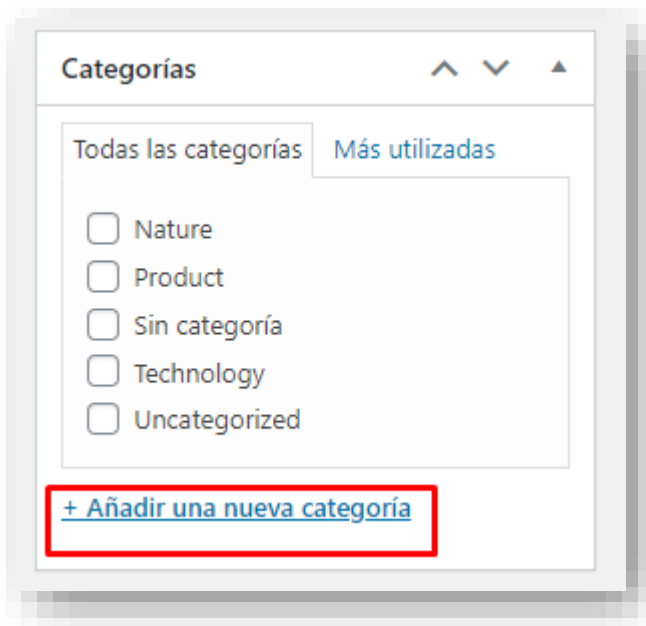 Categorías
Todas las categorías Más utilizadas
Nature
Product
Sin categoría
Technology
Uncategorized
+ Añadir una nueva categoría